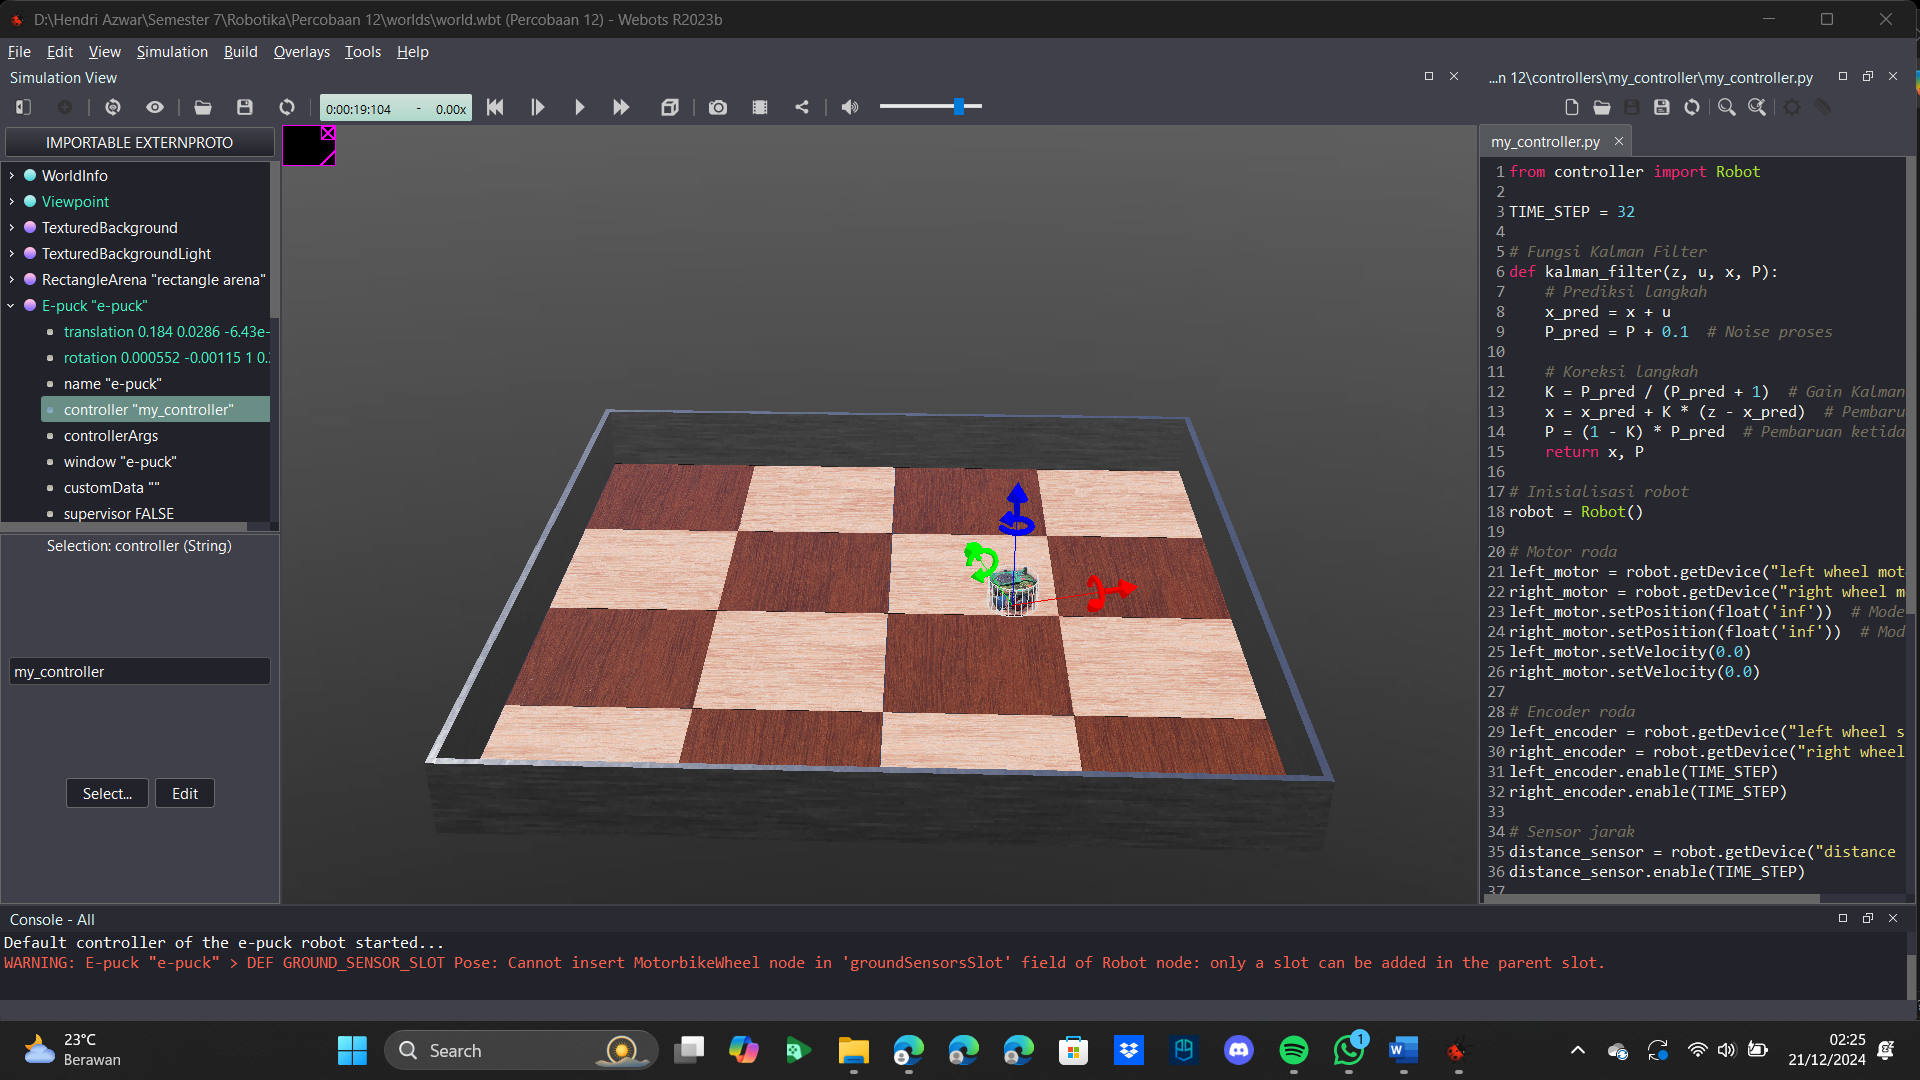 D:\Hendri Azwar\Semester 7\Robotika\Percobaan 12\worlds\world.wbt (Percobaan 12) - Webots R2023b
File Edit View Simulation Build Overlays Tools Help
Simulation View
0:00:19:104 - 0.00x
IMPORTABLE EXTERNPROTO
WorldInfo
Viewpoint
TexturedBackground
TexturedBackgroundLight
RectangleArena "rectangle arena"
E-puck "e-puck"
translation 0.184 0.0286 -6.43e-
rotation 0.000552 -0.00115 1 0.
name "e-puck"
controller "my_controller"
controllerArgs
window "e-puck"
customData ""
supervisor FALSE
Selection: controller (String)
my_controller
Select... Edit
...n 12\controllers\my_controller\my_controller.py
my_controller.py
1 from controller import Robot
2
3 TIME_STEP = 32
4
5 # Fungsi Kalman Filter
6 def kalman_filter(z, u, x, P):
7 # Prediksi langkah
8 x_pred = x + u
9 P_pred = P + 0.1 # Noise proses
10
11 # Koreksi langkah
12 K = P_pred / (P_pred + 1) # Gain Kalman
13 x = x_pred + K * (z - x_pred) # Pembaru
14 P = (1 - K) * P_pred # Pembaruan ketida
15 return x, P
16
17 # Inisialisasi robot
18 robot = Robot()
19
20 # Motor roda
21 left_motor = robot.getDevice("left wheel mot
22 right_motor = robot.getDevice("right wheel m
23 left_motor.setPosition(float('inf')) # Mode
24 right_motor.setPosition(float('inf')) # Mod
25 left_motor.setVelocity(0.0)
26 right_motor.setVelocity(0.0)
27
28 # Encoder roda
29 left_encoder = robot.getDevice("left wheel s
30 right_encoder = robot.getDevice("right wheel
31 left_encoder.enable(TIME_STEP)
32 right_encoder.enable(TIME_STEP)
33
34 # Sensor jarak
35 distance_sensor = robot.getDevice("distance
36 distance_sensor.enable(TIME_STEP)
37
Console - All
Default controller of the e-puck robot started...
WARNING: E-puck "e-puck" > DEF GROUND_SENSOR_SLOT Pose: Cannot insert MotorbikeWheel node in 'groundSensorsSlot' field of Robot node: only a slot can be added in the parent slot.
23°C
Berawan
Search
1
02:25
21/12/2024